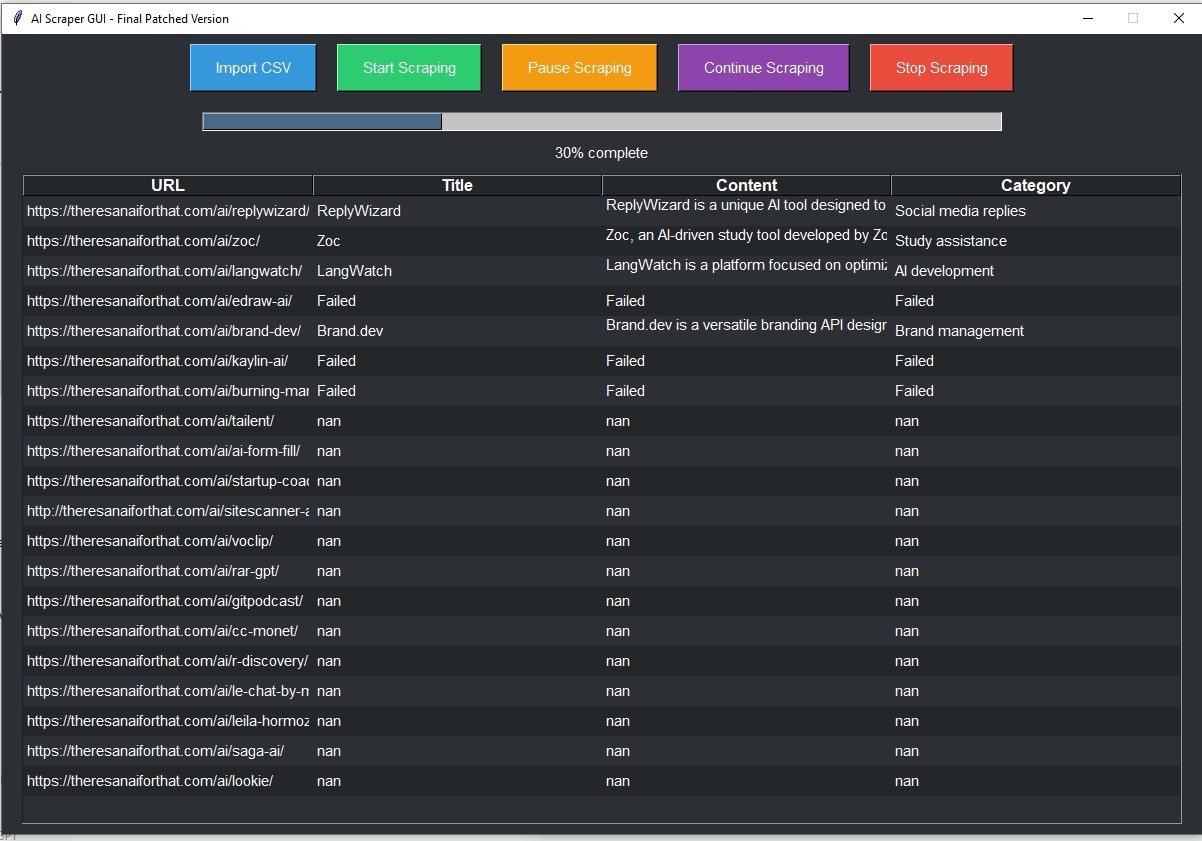 AI Scraper GUI - Final Patched Version
Import CSV Start Scraping Pause Scraping Continue Scraping Stop Scraping
30% complete
URL Title Content Category
https://theresanaiforthat.com/ai/replywizard/ ReplyWizard ReplyWizard is a unique AI tool designed to Social media replies
https://theresanaiforthat.com/ai/zoc/ Zoc Zoc, an AI-driven study tool developed by Zo Study assistance
https://theresanaiforthat.com/ai/langwatch/ LangWatch LangWatch is a platform focused on optimiz AI development
https://theresanaiforthat.com/ai/edraw-ai/ Failed Failed Failed
https://theresanaiforthat.com/ai/brand-dev/ Brand.dev Brand.dev is a versatile branding API design Brand management
https://theresanaiforthat.com/ai/kaylin-ai/ Failed Failed Failed
https://theresanaiforthat.com/ai/burning-mar Failed Failed Failed
https://theresanaiforthat.com/ai/tailent/ nan nan nan
https://theresanaiforthat.com/ai/ai-form-fill/ nan nan nan
https://theresanaiforthat.com/ai/startup-coac nan nan nan
http://theresanaiforthat.com/ai/sitescanner-a nan nan nan
https://theresanaiforthat.com/ai/voclip/ nan nan nan
https://theresanaiforthat.com/ai/rar-gpt/ nan nan nan
https://theresanaiforthat.com/ai/gitpodcast/ nan nan nan
https://theresanaiforthat.com/ai/cc-monet/ nan nan nan
https://theresanaiforthat.com/ai/r-discovery/ nan nan nan
https://theresanaiforthat.com/ai/le-chat-by-m nan nan nan
https://theresanaiforthat.com/ai/leila-hormoz nan nan nan
https://theresanaiforthat.com/ai/saga-ai/ nan nan nan
https://theresanaiforthat.com/ai/lookie/ nan nan nan